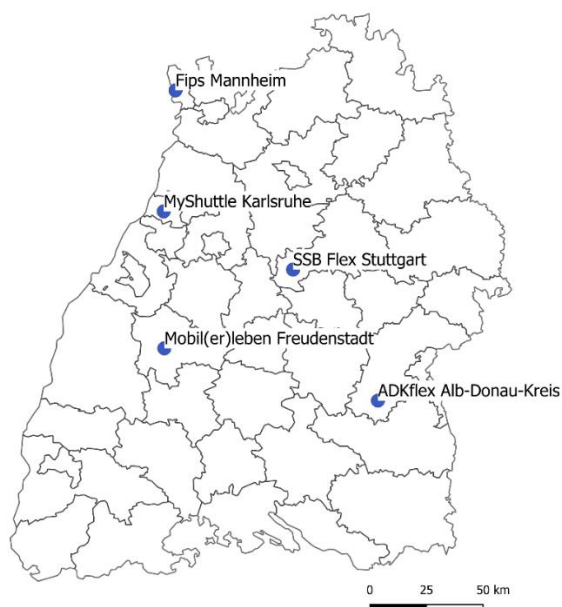 Fips Mannheim
MyShuttle Karlsruhe
SSB Flex Stuttgart
Mobil(er)leben Freudenstadt
ADKflex Alb-Donau-Kreis
0 25 50 km